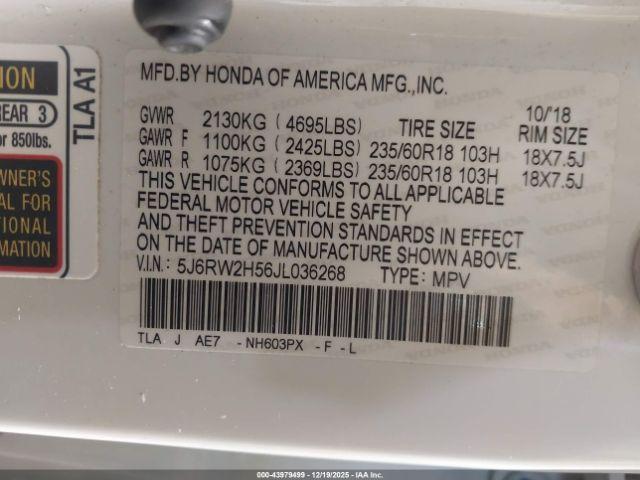 ION
REAR 3
or 850lbs.
TLA A1
WNER'S
AL FOR
TIONAL
RMATION
MFD.BY HONDA OF AMERICA MFG.,INC.
10/'18
GVWR 2130KG ( 4695LBS) TIRE SIZE RIM SIZE
GAWR F 1100KG ( 2425LBS) 235/60R18 103H 18X7.5J
GAWR R 1075KG ( 2369LBS) 235/60R18 103H 18X7.5J
THIS VEHICLE CONFORMS TO ALL APPLICABLE
FEDERAL MOTOR VEHICLE SAFETY
AND THEFT PREVENTION STANDARDS IN EFFECT
ON THE DATE OF MANUFACTURE SHOWN ABOVE.
V.I.N.: 5J6RW2H56JL036268 TYPE: MPV
TLA J AE7 - NH603PX - F - L
000-43979499 - 12/19/2025 - IAA Inc.